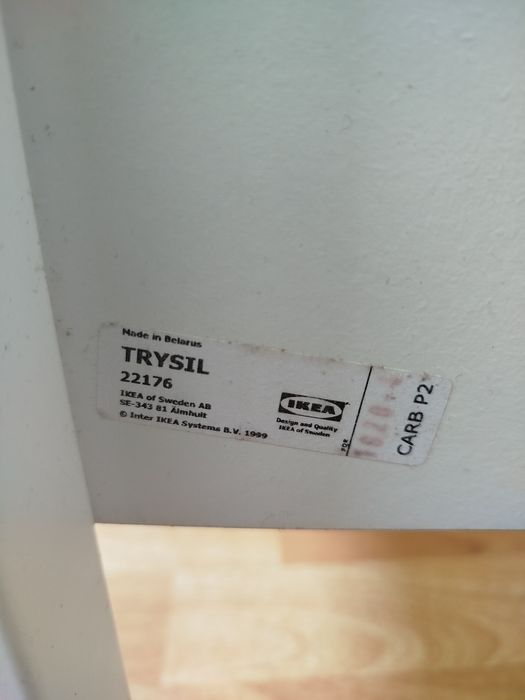 Made in Belarus
TRYSIL
22176
IKEA of Sweden AB
SE-343 81 Älmhult
© Inter IKEA Systems B.V. 1999
IKEA
Design and Quality
IKEA of Sweden
CARB P2